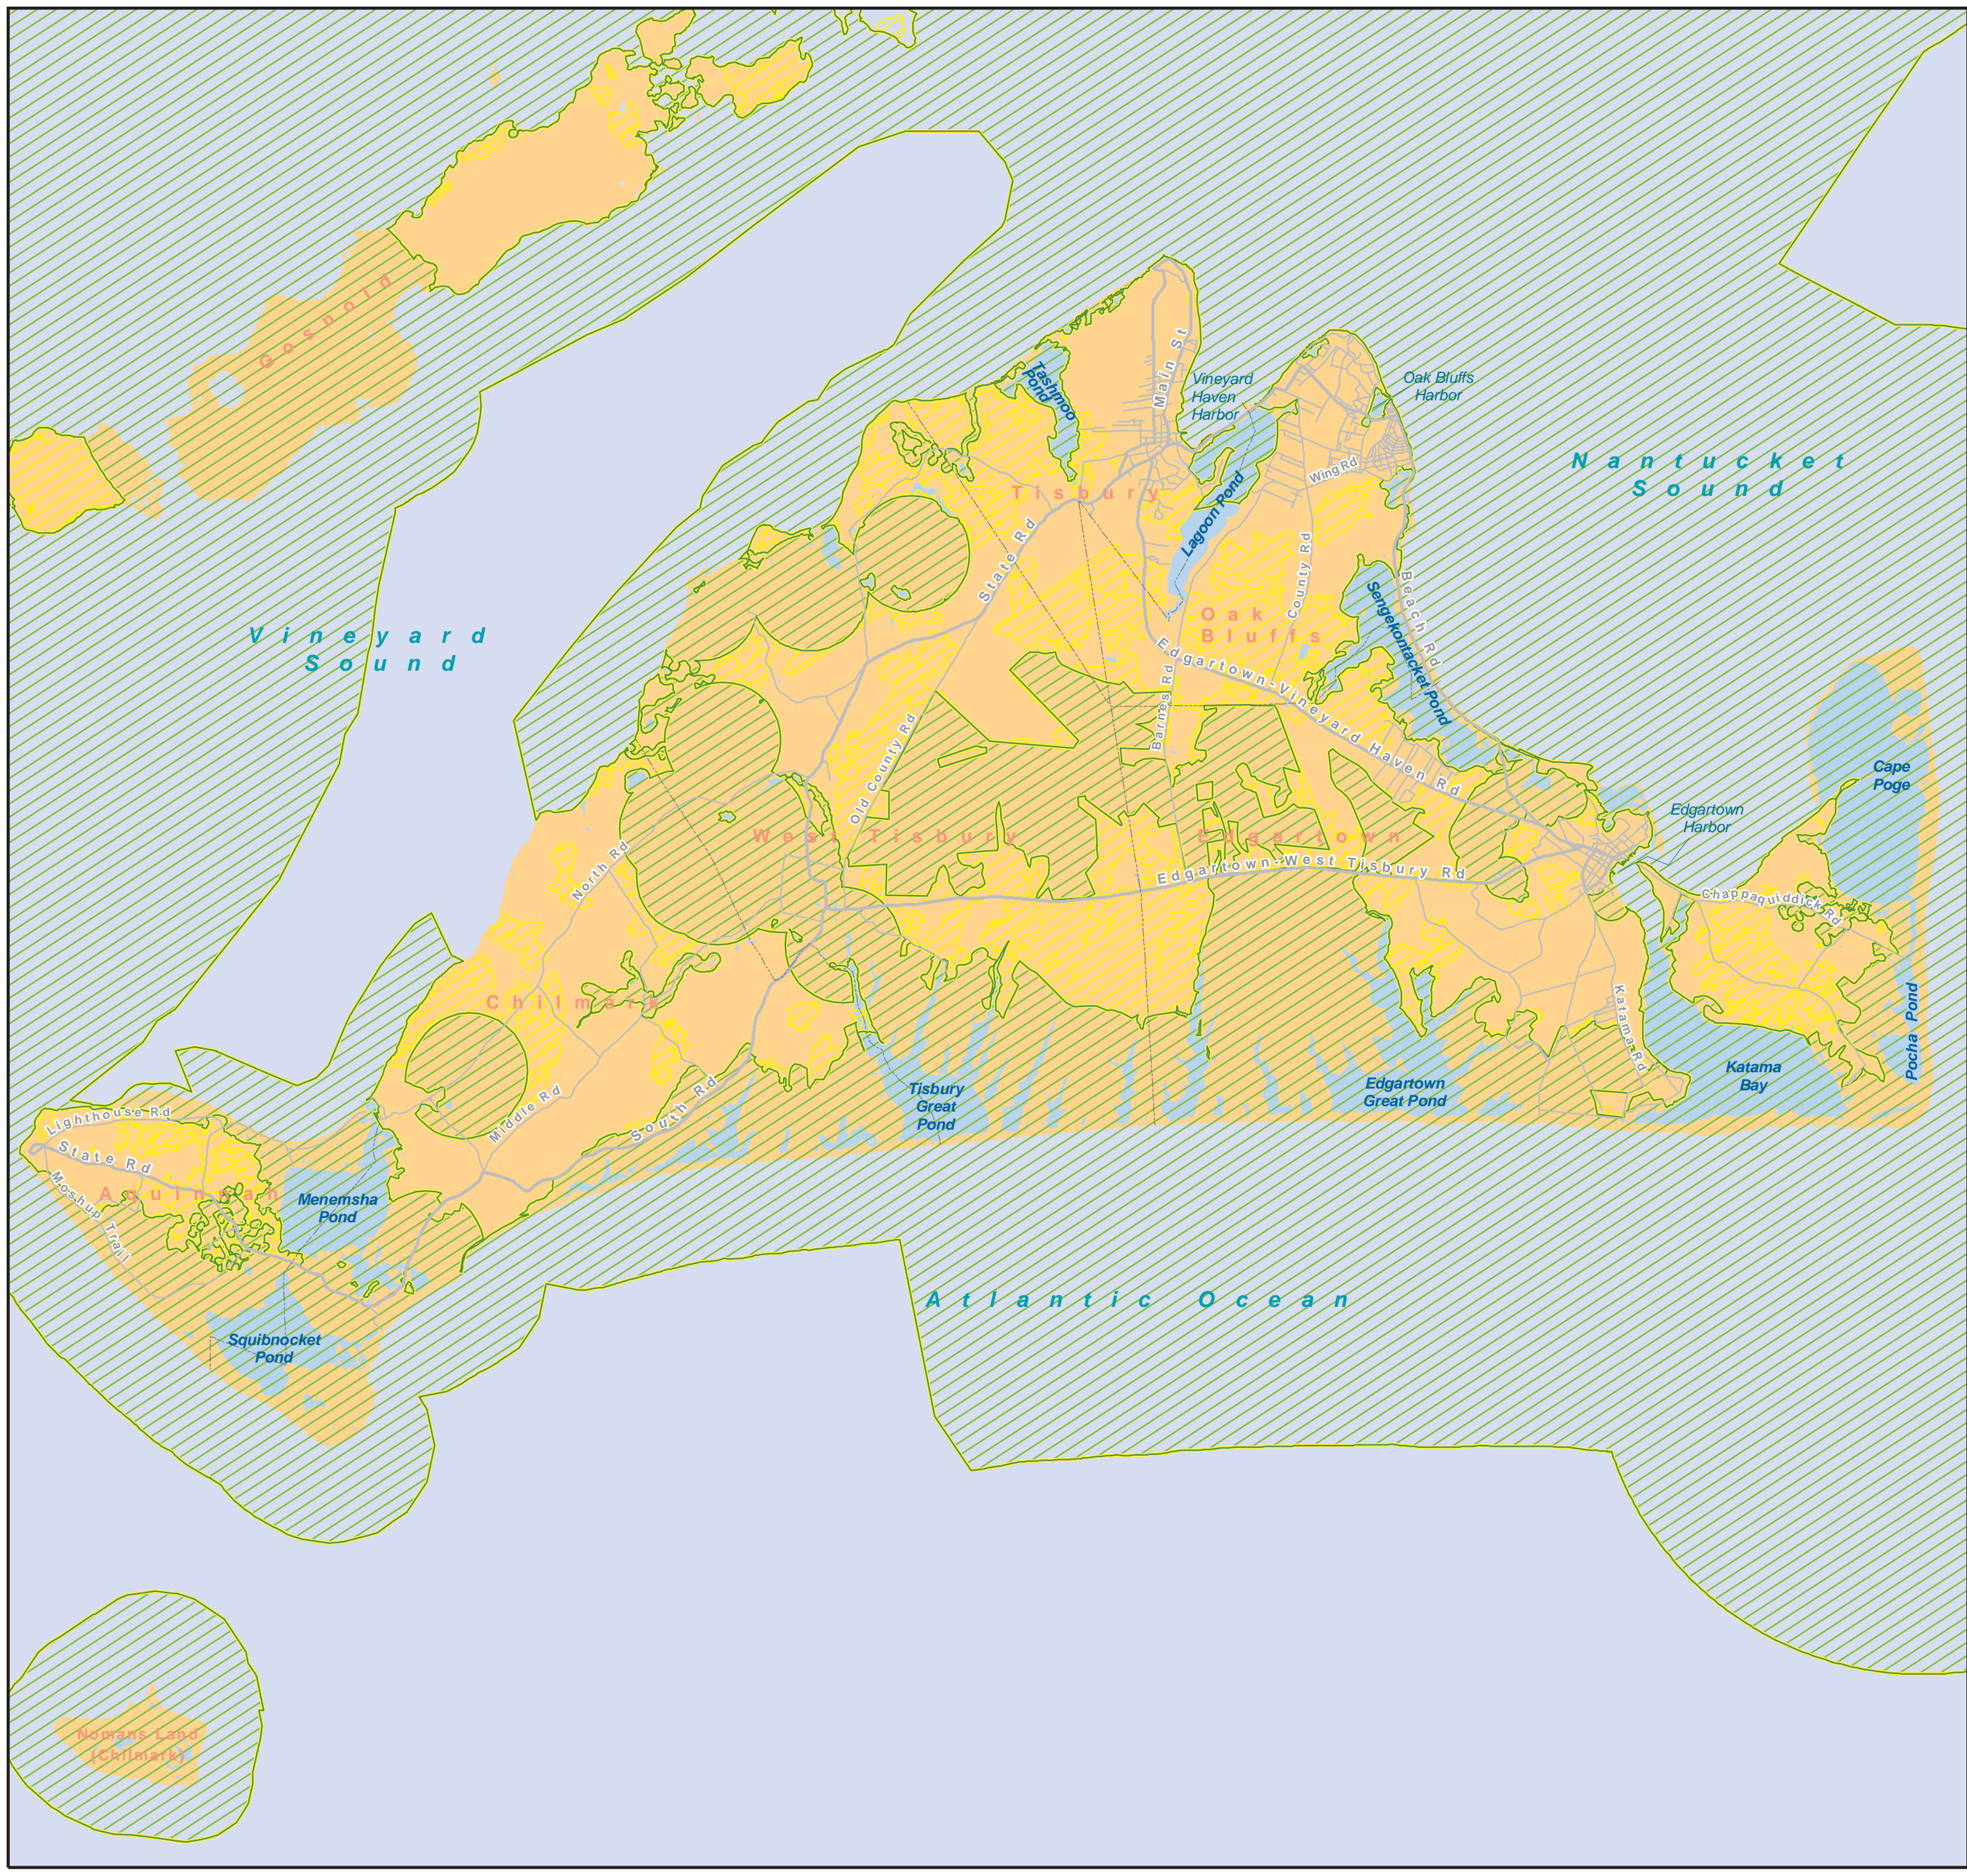 Gosnold
Main St
Tashmoo
Pond
Vineyard
Haven
Harbor
Oak Bluffs
Harbor
Nantucket
Sound
Wing Rd
Tisbury
Lagoon Pond
State Rd
County Rd
Beach Rd
Vineyard
Sound
Oak
Bluffs
Sengekontacket Pond
Edgartown-Vineyard Haven Rd
Barnes Rd
Old County Rd
Cape
Poge
Edgartown
Harbor
West Tisbury
Edgartown
North Rd
Edgartown-West Tisbury Rd
Chappaquiddick Rd
Chilmark
Katama Rd
Pocha Pond
Katama
Bay
Tisbury
Great
Pond
Edgartown
Great Pond
Middle Rd
South Rd
Lighthouse Rd
State Rd
Moshup Trail
Aquinnah
Menemsha
Pond
Atlantic Ocean
Squibnocket
Pond
Nomans Land
(Chilmark)